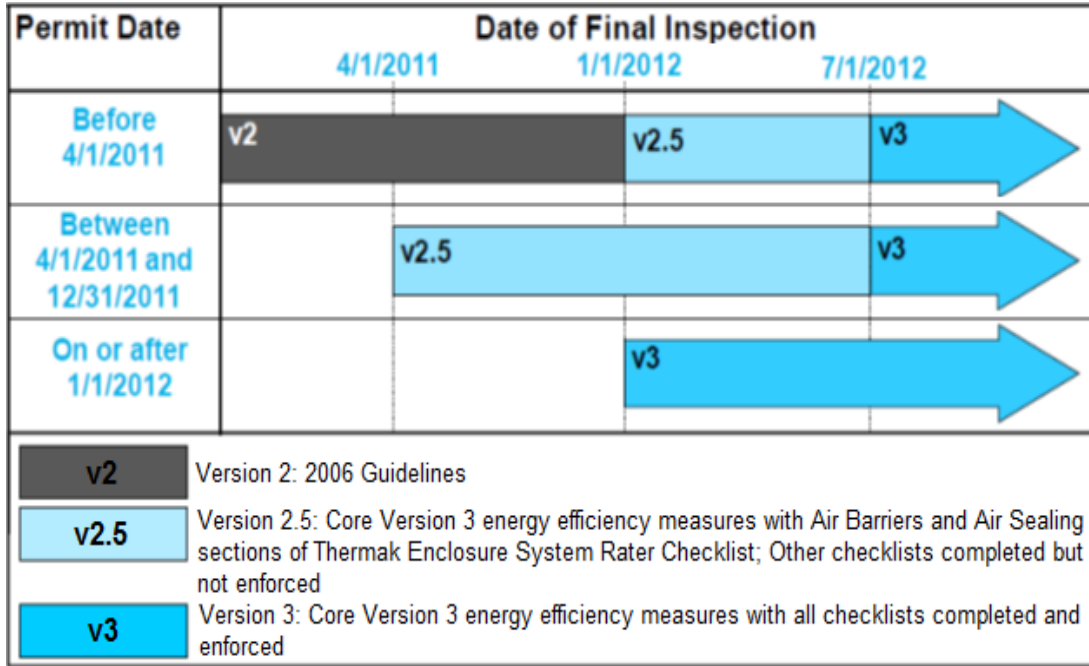 Permit Date
Date of Final Inspection
4/1/2011 1/1/2012 7/1/2012
Before
4/1/2011
v2 v2.5 v3
Between
4/1/2011 and
12/31/2011
v2.5 v3
On or after
1/1/2012
v3
v2
Version 2: 2006 Guidelines
v2.5
Version 2.5: Core Version 3 energy efficiency measures with Air Barriers and Air Sealing
sections of Thermak Enclosure System Rater Checklist; Other checklists completed but
not enforced
v3
Version 3: Core Version 3 energy efficiency measures with all checklists completed and
enforced